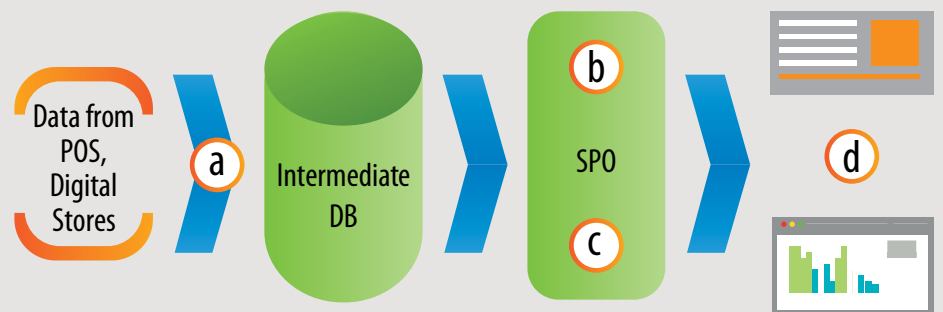 Data from
POS,
Digital
Stores
a
Intermediate
DB
b
SPO
c
d